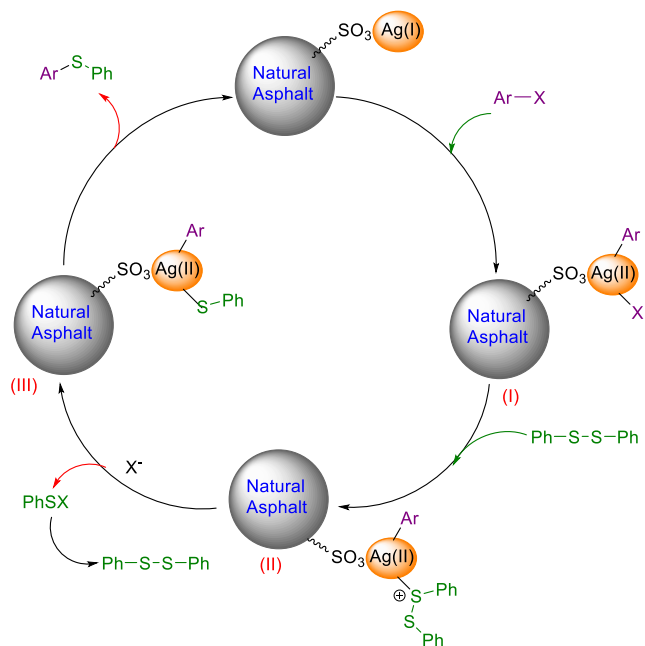 SO3 Ag(I)
Natural
Asphalt
Ar S Ph
Ar—X
Ar
SO3 Ag(II)
X
Natural
Asphalt
(I)
Ar
SO3 Ag(II)
S Ph
Natural
Asphalt
(III)
Ph—S—S—Ph
X-
PhSX
Ph—S—S—Ph
Natural
Asphalt
(II)
Ar
SO3 Ag(II)
⊕
S Ph
S
Ph